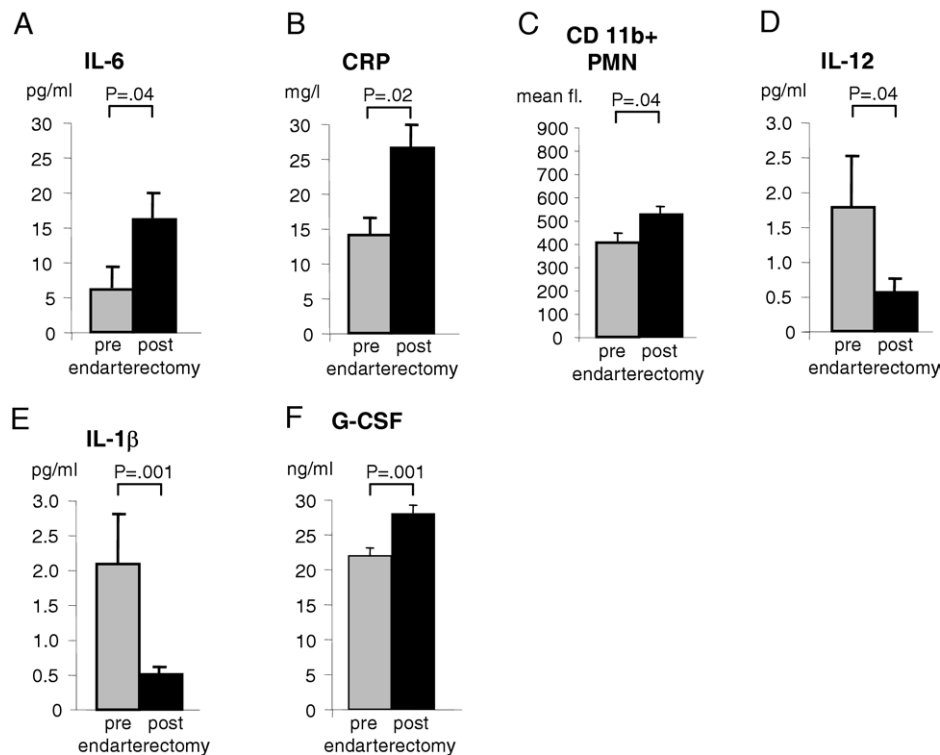 A
IL-6
pg/ml
P=.04
30
25
20
15
10
5
0
pre post
endarterectomy
B
CRP
mg/l
P=.02
30
25
20
15
10
5
0
pre post
endarterectomy
C
CD 11b+
PMN
mean fl.
P=.04
900
800
700
600
500
400
300
200
100
0
pre post
endarterectomy
D
IL-12
pg/ml
P=.04
3.0
2.5
2.0
1.5
1.0
0.5
0
pre post
endarterectomy
E
IL-1β
pg/ml
P=.001
3.0
2.5
2.0
1.5
1.0
0.5
0
pre post
endarterectomy
F
G-CSF
ng/ml
P=.001
30
25
20
15
10
5
0
pre post
endarterectomy